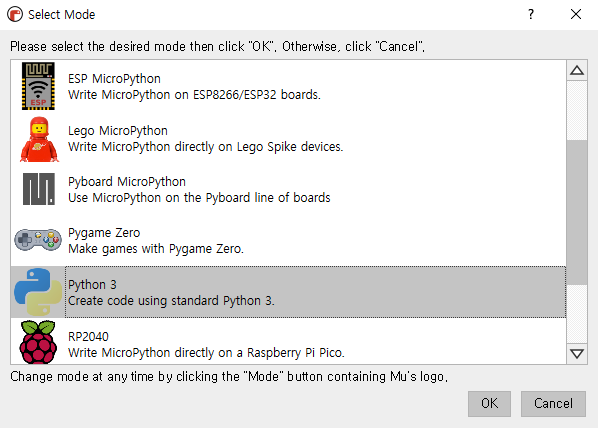 Select Mode
?
Please select the desired mode then click "OK". Otherwise, click "Cancel".
ESP
ESP MicroPython
Write MicroPython on ESP8266/ESP32 boards.
Lego MicroPython
Write MicroPython directly on Lego Spike devices.
Pyboard MicroPython
Use MicroPython on the Pyboard line of boards
Pygame Zero
Make games with Pygame Zero.
Python 3
Create code using standard Python 3.
RP2040
Write MicroPython directly on a Raspberry Pi Pico.
Change mode at any time by clicking the "Mode" button containing Mu's logo.
OK
Cancel